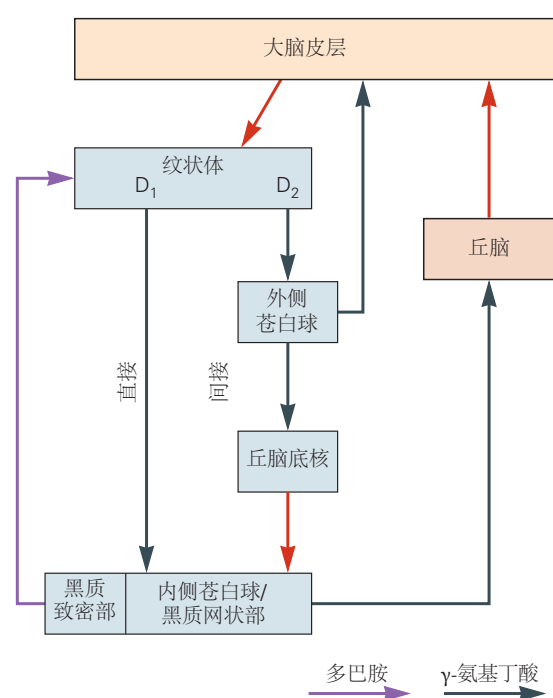 大脑皮层
纹状体
D₁
D₂
丘脑
外侧
苍白球
直接
间接
丘脑底核
黑质
致密部
内侧苍白球/
黑质网状部
多巴胺
γ-氨基丁酸